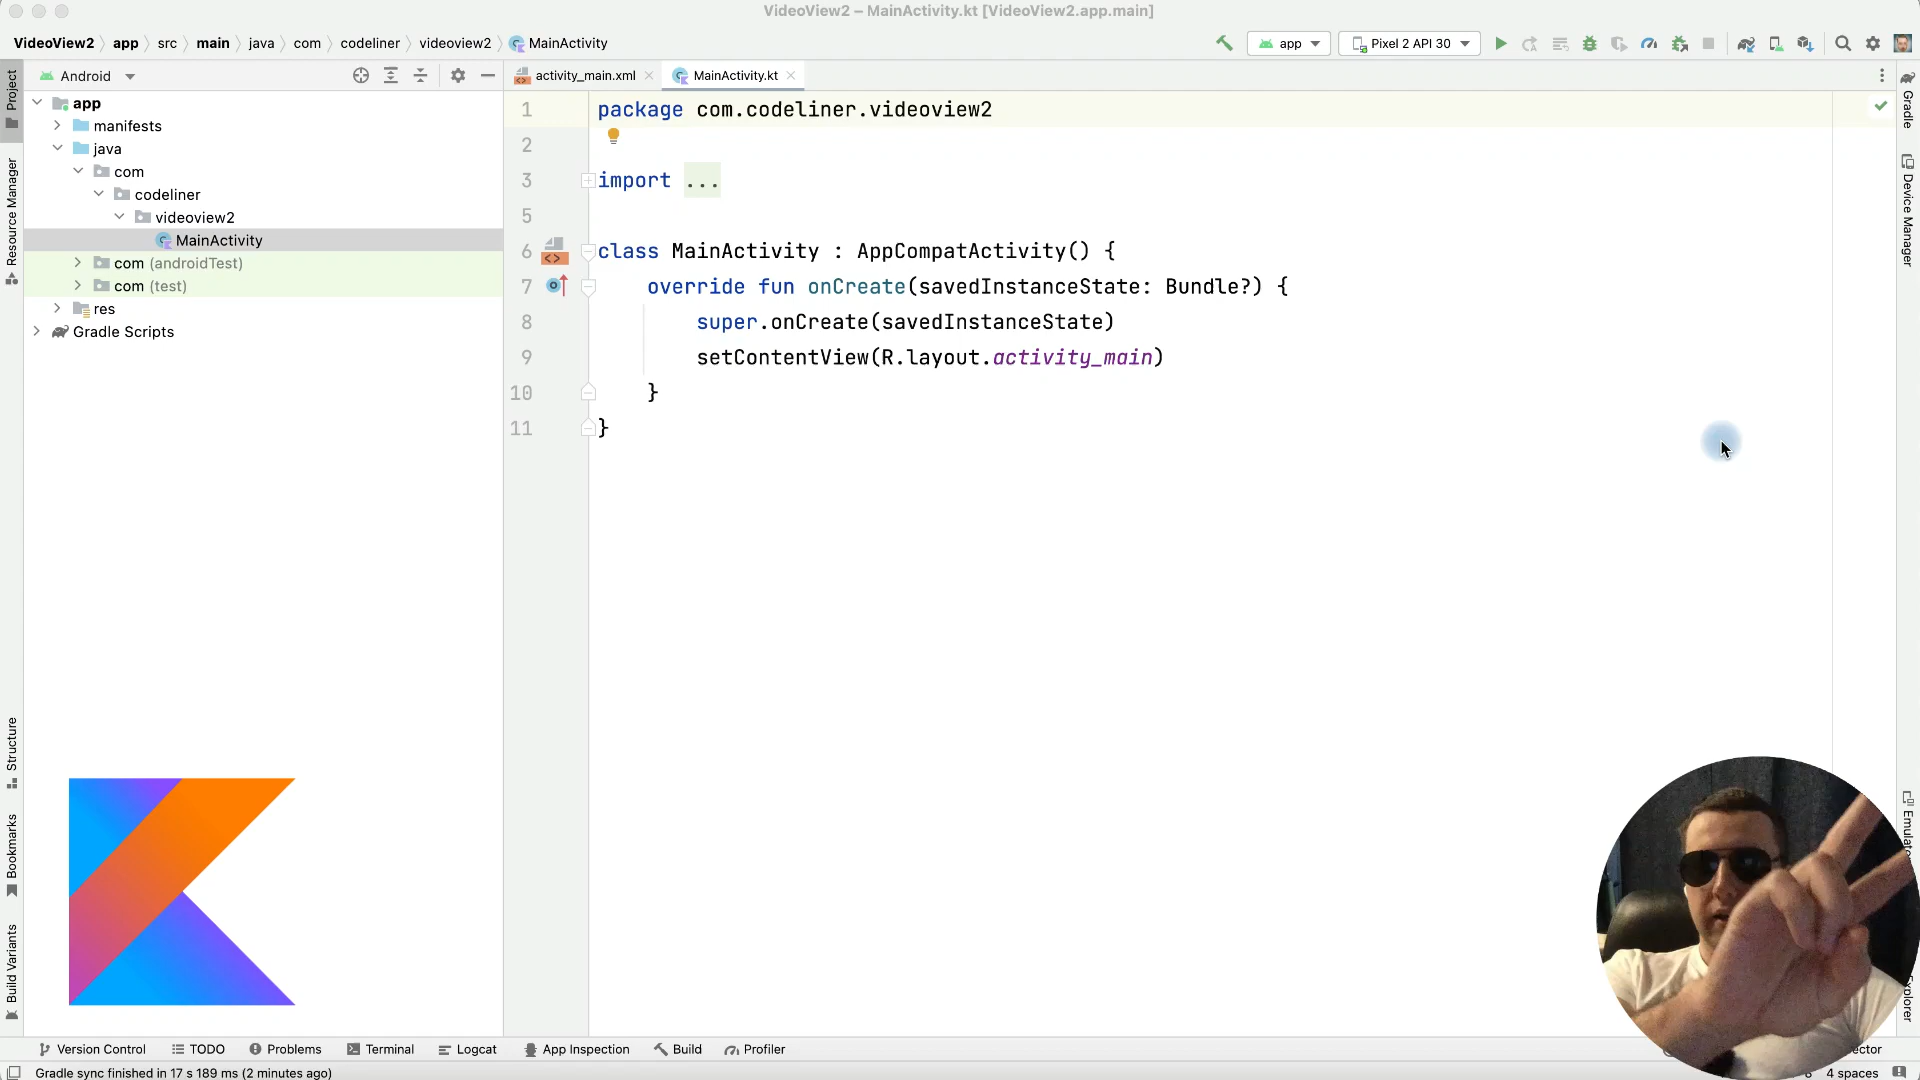 VideoView2 – MainActivity.kt [VideoView2.app.main]
VideoView2 app src main java com codeliner videoview2 MainActivity
app Pixel 2 API 30
Android
activity_main.xml
MainActivity.kt
Project
Resource Manager
Structure
Bookmarks
Build Variants
app
manifests
java
com
codeliner
videoview2
MainActivity
com (androidTest)
com (test)
res
Gradle Scripts
1 package com.codeliner.videoview2
2
3 import ...
5
6 class MainActivity : AppCompatActivity() {
7 override fun onCreate(savedInstanceState: Bundle?) {
8 super.onCreate(savedInstanceState)
9 setContentView(R.layout.activity_main)
10 }
11 }
Gradle
Device Manager
Version Control TODO Problems Terminal Logcat App Inspection Build Profiler
Gradle sync finished in 17 s 189 ms (2 minutes ago)
4 spaces